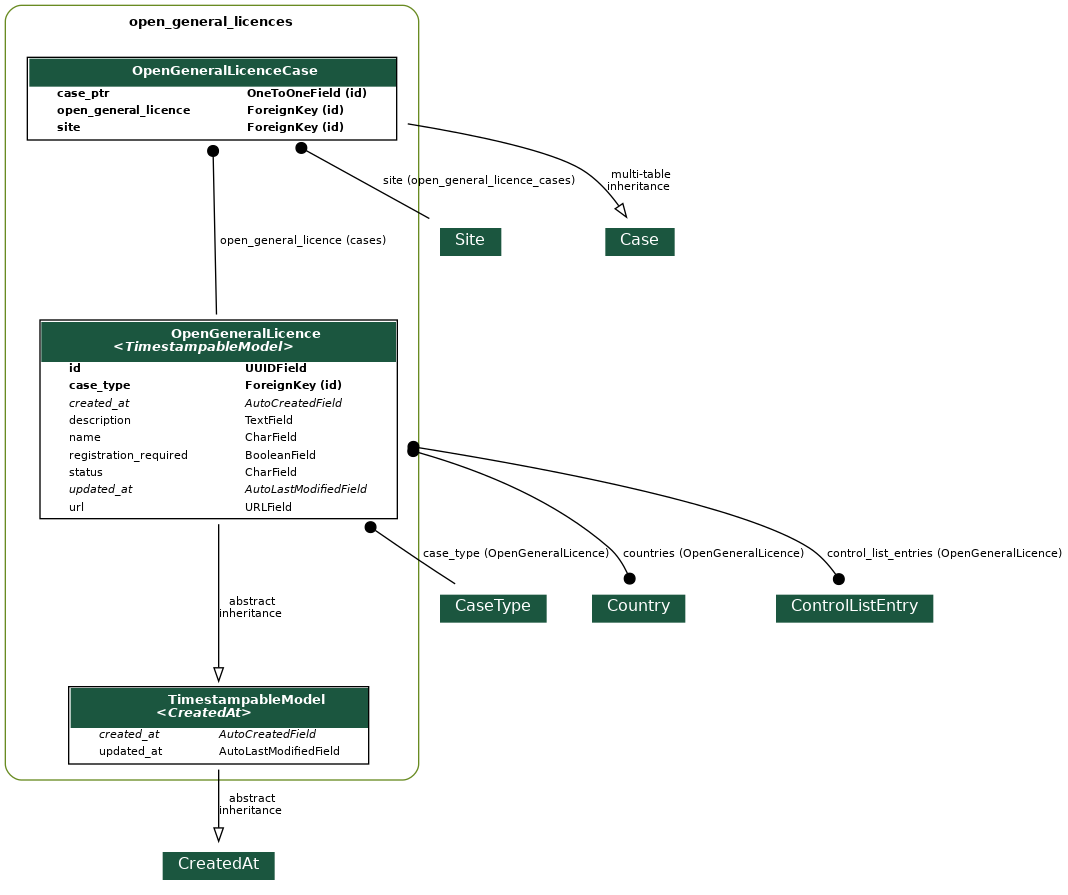 open_general_licences
OpenGeneralLicenceCase
case_ptr OneToOneField (id)
open_general_licence ForeignKey (id)
site ForeignKey (id)
site (open_general_licence_cases)
multi-table
inheritance
Site
Case
open_general_licence (cases)
OpenGeneralLicence
<TimestampableModel>
id UUIDField
case_type ForeignKey (id)
created_at AutoCreatedField
description TextField
name CharField
registration_required BooleanField
status CharField
updated_at AutoLastModifiedField
url URLField
case_type (OpenGeneralLicence)
countries (OpenGeneralLicence)
control_list_entries (OpenGeneralLicence)
CaseType
Country
ControlListEntry
abstract
inheritance
TimestampableModel
<CreatedAt>
created_at AutoCreatedField
updated_at AutoLastModifiedField
abstract
inheritance
CreatedAt